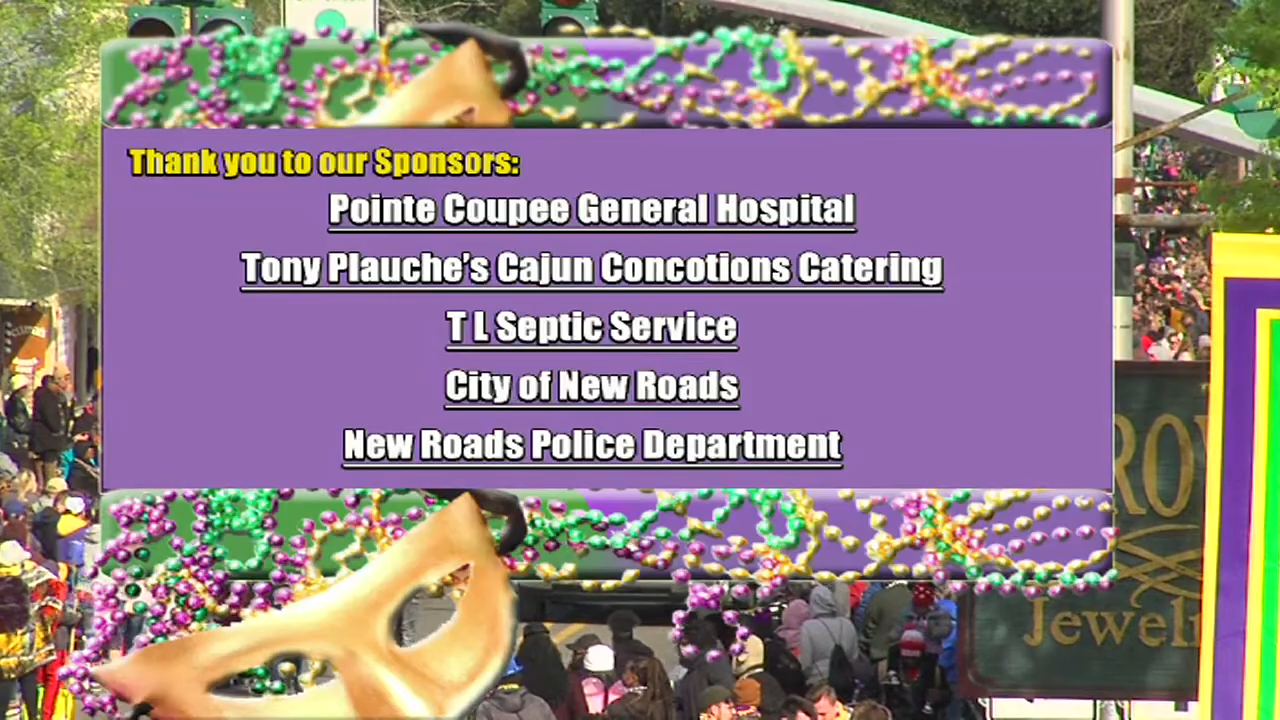 Thank you to our Sponsors:
Pointe Coupee General Hospital
Tony Plauche's Cajun Concotions Catering
T L Septic Service
City of New Roads
New Roads Police Department
Jewel